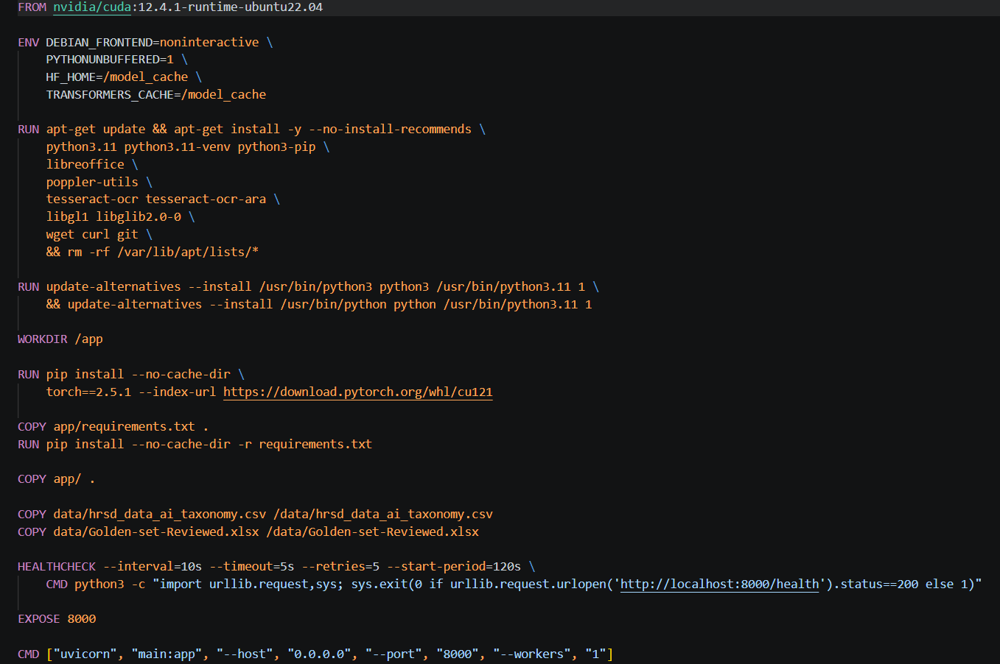 FROM nvidia/cuda:12.4.1-runtime-ubuntu22.04

ENV DEBIAN_FRONTEND=noninteractive \
    PYTHONUNBUFFERED=1 \
    HF_HOME=/model_cache \
    TRANSFORMERS_CACHE=/model_cache

RUN apt-get update && apt-get install -y --no-install-recommends \
    python3.11 python3.11-venv python3-pip \
    libreoffice \
    poppler-utils \
    tesseract-ocr tesseract-ocr-ara \
    libgl1 libglib2.0-0 \
    wget curl git \
    && rm -rf /var/lib/apt/lists/*

RUN update-alternatives --install /usr/bin/python3 python3 /usr/bin/python3.11 1 \
    && update-alternatives --install /usr/bin/python python /usr/bin/python3.11 1

WORKDIR /app

RUN pip install --no-cache-dir \
    torch==2.5.1 --index-url https://download.pytorch.org/whl/cu121

COPY app/requirements.txt .
RUN pip install --no-cache-dir -r requirements.txt

COPY app/ .

COPY data/hrsd_data_ai_taxonomy.csv /data/hrsd_data_ai_taxonomy.csv
COPY data/Golden-set-Reviewed.xlsx /data/Golden-set-Reviewed.xlsx

HEALTHCHECK --interval=10s --timeout=5s --retries=5 --start-period=120s \
    CMD python3 -c "import urllib.request,sys; sys.exit(0 if urllib.request.urlopen('http://localhost:8000/health').status==200 else 1)"

EXPOSE 8000

CMD ["uvicorn", "main:app", "--host", "0.0.0.0", "--port", "8000", "--workers", "1"]